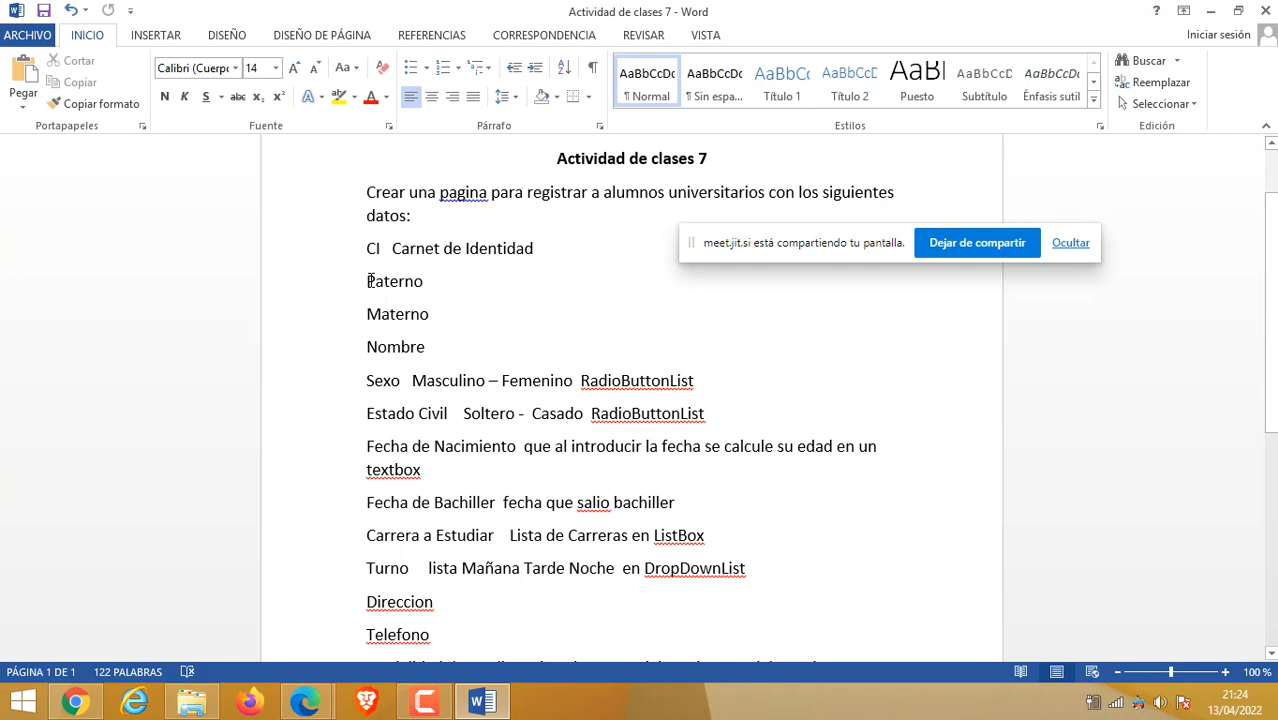 Actividad de clases 7 - Word
ARCHIVO INICIO INSERTAR DISEÑO DISEÑO DE PÁGINA REFERENCIAS CORRESPONDENCIA REVISAR VISTA Iniciar sesión
Pegar
Cortar
Copiar
Copiar formato
Portapapeles
Calibri (Cuerpo 14
N K S abc x₂ x²
Fuente
Párrafo
AaBbCcDc AaBbCcDc AaBbCc AaBbCcD AaBl AaBbCcD AaBbCcDc
¶ Normal ¶ Sin espa... Título 1 Título 2 Puesto Subtítulo Énfasis sutil
Estilos
Buscar
Reemplazar
Seleccionar
Edición
Actividad de clases 7
Crear una pagina para registrar a alumnos universitarios con los siguientes
datos:
meet.jit.si está compartiendo tu pantalla. Dejar de compartir Ocultar
CI Carnet de Identidad
Paterno
Materno
Nombre
Sexo Masculino – Femenino RadioButtonList
Estado Civil Soltero - Casado RadioButtonList
Fecha de Nacimiento que al introducir la fecha se calcule su edad en un
textbox
Fecha de Bachiller fecha que salio bachiller
Carrera a Estudiar Lista de Carreras en ListBox
Turno lista Mañana Tarde Noche en DropDownList
Direccion
Telefono
PÁGINA 1 DE 1 122 PALABRAS 100 %
21:24
13/04/2022